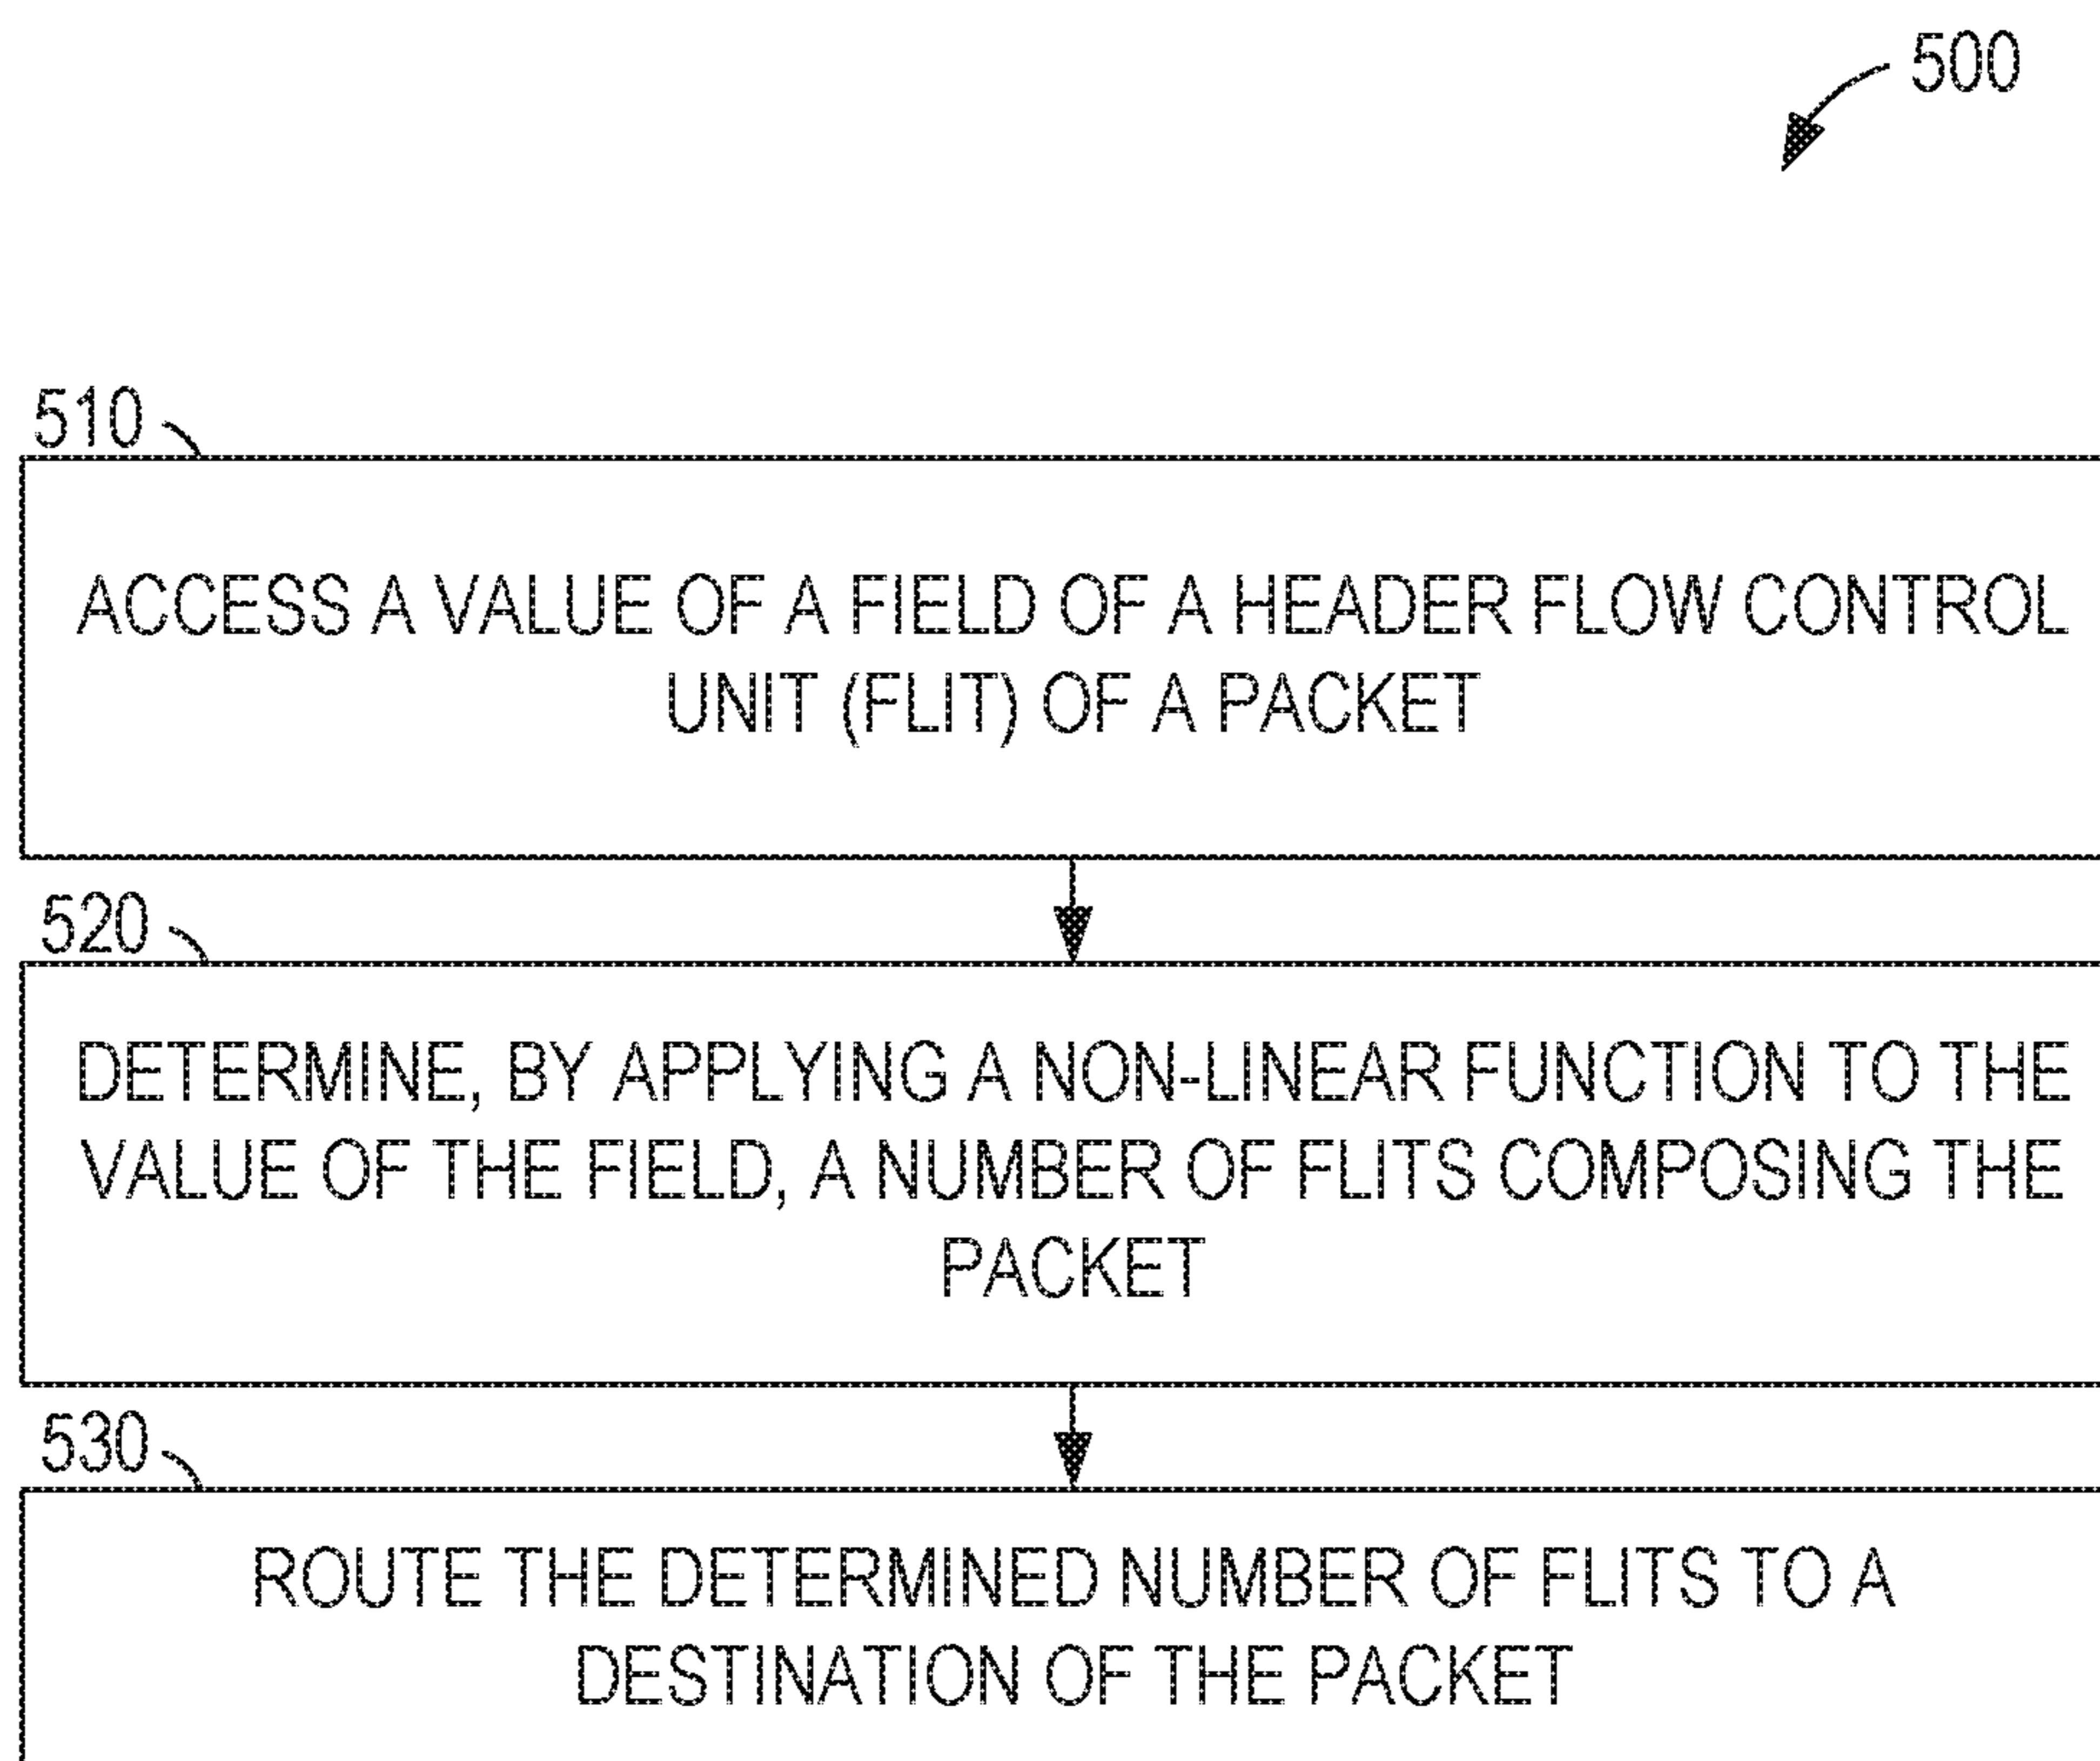 500
510
ACCESS A VALUE OF A FIELD OF A HEADER FLOW CONTROL
UNIT (FLIT) OF A PACKET
520
DETERMINE, BY APPLYING A NON-LINEAR FUNCTION TO THE
VALUE OF THE FIELD, A NUMBER OF FLITS COMPOSING THE
PACKET
530
ROUTE THE DETERMINED NUMBER OF FLITS TO A
DESTINATION OF THE PACKET